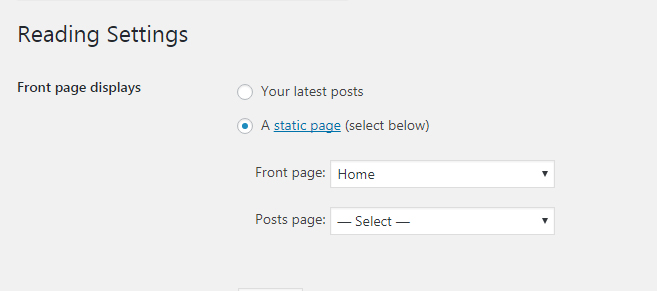 Reading Settings
Front page displays
Your latest posts
A static page (select below)
Front page: Home
Posts page: — Select —